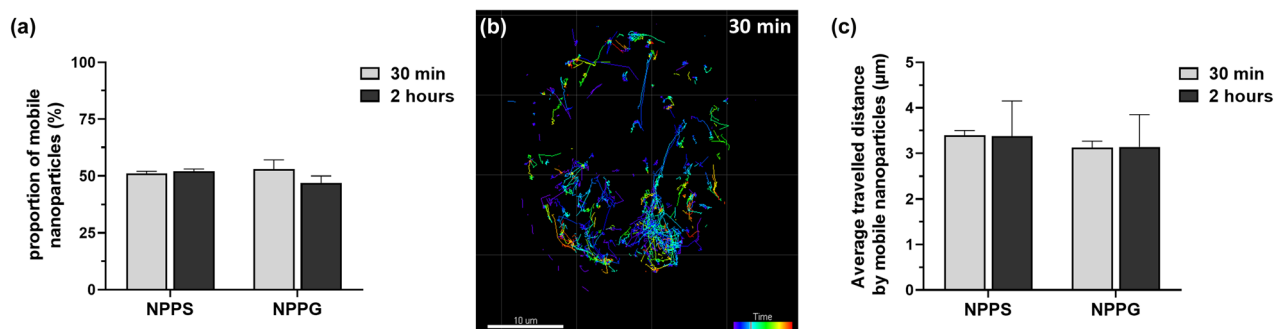 (a)
proportion of mobile
nanoparticles (%)
100
75
50
25
0
NPPS
NPPG
30 min
2 hours
(b)
30 min
10 um
Time
(c)
Average travelled distance
by mobile nanoparticles (μm)
5
4
3
2
1
0
NPPS
NPPG
30 min
2 hours